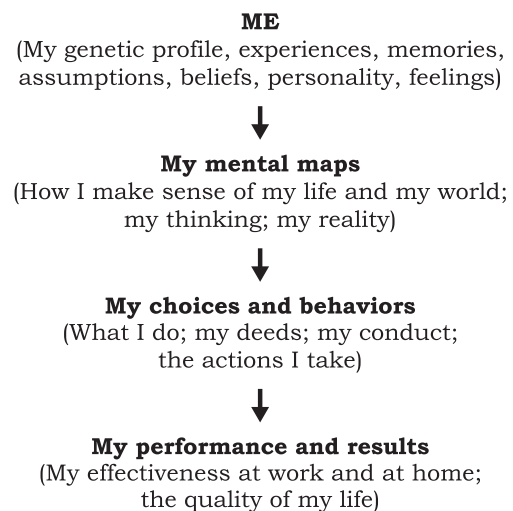 ME
(My genetic profile, experiences, memories,
assumptions, beliefs, personality, feelings)
My mental maps
(How I make sense of my life and my world;
my thinking; my reality)
My choices and behaviors
(What I do; my deeds; my conduct;
the actions I take)
My performance and results
(My effectiveness at work and at home;
the quality of my life)